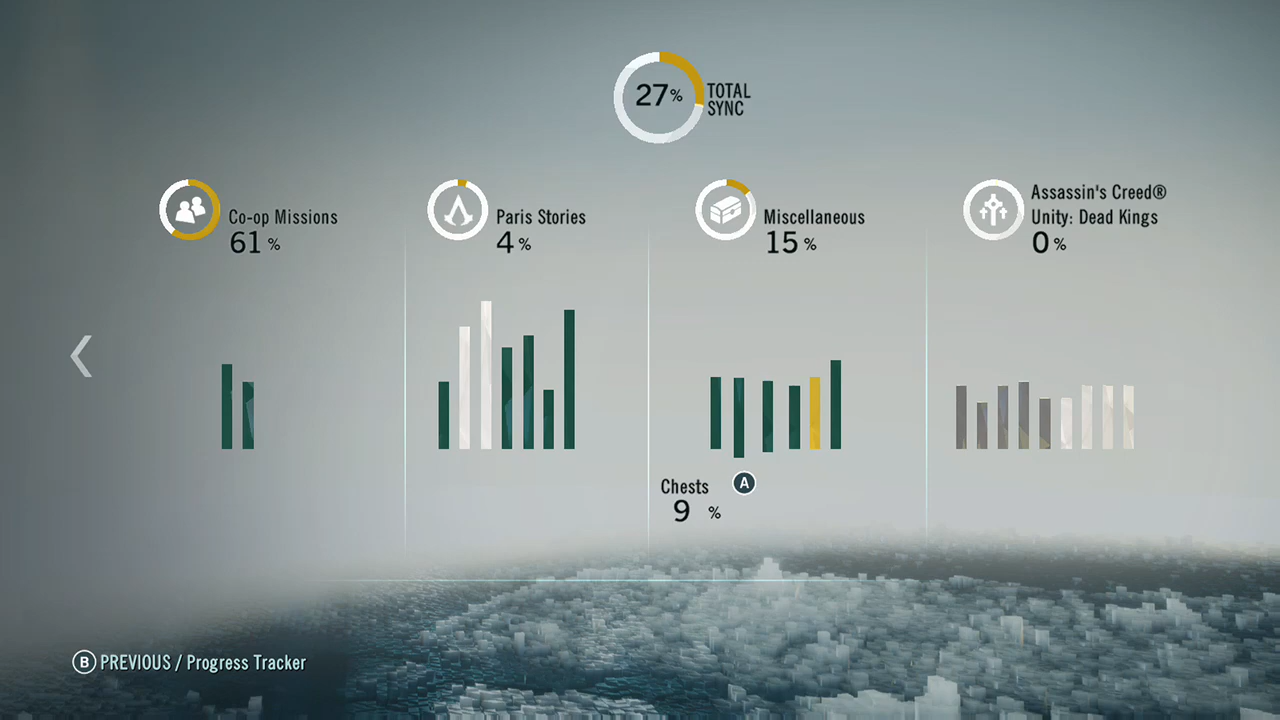 27%
TOTAL
SYNC
Co-op Missions
61 %
Paris Stories
4 %
Miscellaneous
15 %
Assassin's Creed®
Unity: Dead Kings
0 %
Chests
9 %
A
B PREVIOUS / Progress Tracker